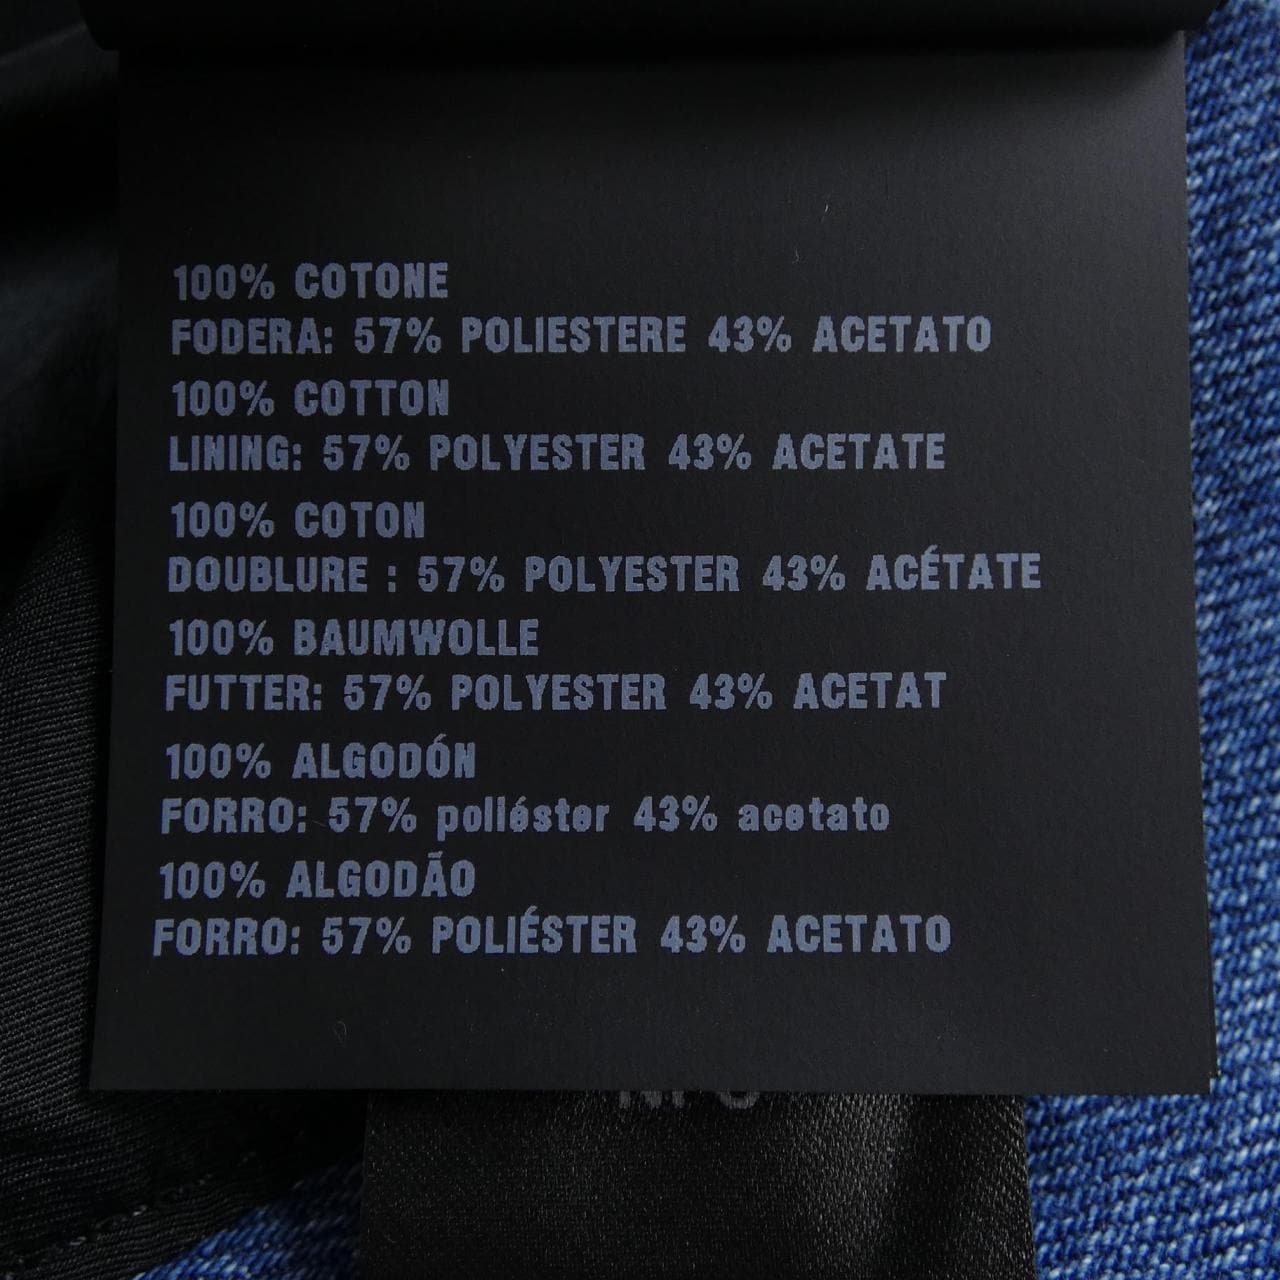 100% COTONE
FODERA: 57% POLIESTERE 43% ACETATO
100% COTTON
LINING: 57% POLYESTER 43% ACETATE
100% COTON
DOUBLURE : 57% POLYESTER 43% ACÉTATE
100% BAUMWOLLE
FUTTER: 57% POLYESTER 43% ACETAT
100% ALGODÓN
FORRO: 57% poliéster 43% acetato
100% ALGODÃO
FORRO: 57% POLIÉSTER 43% ACETATO